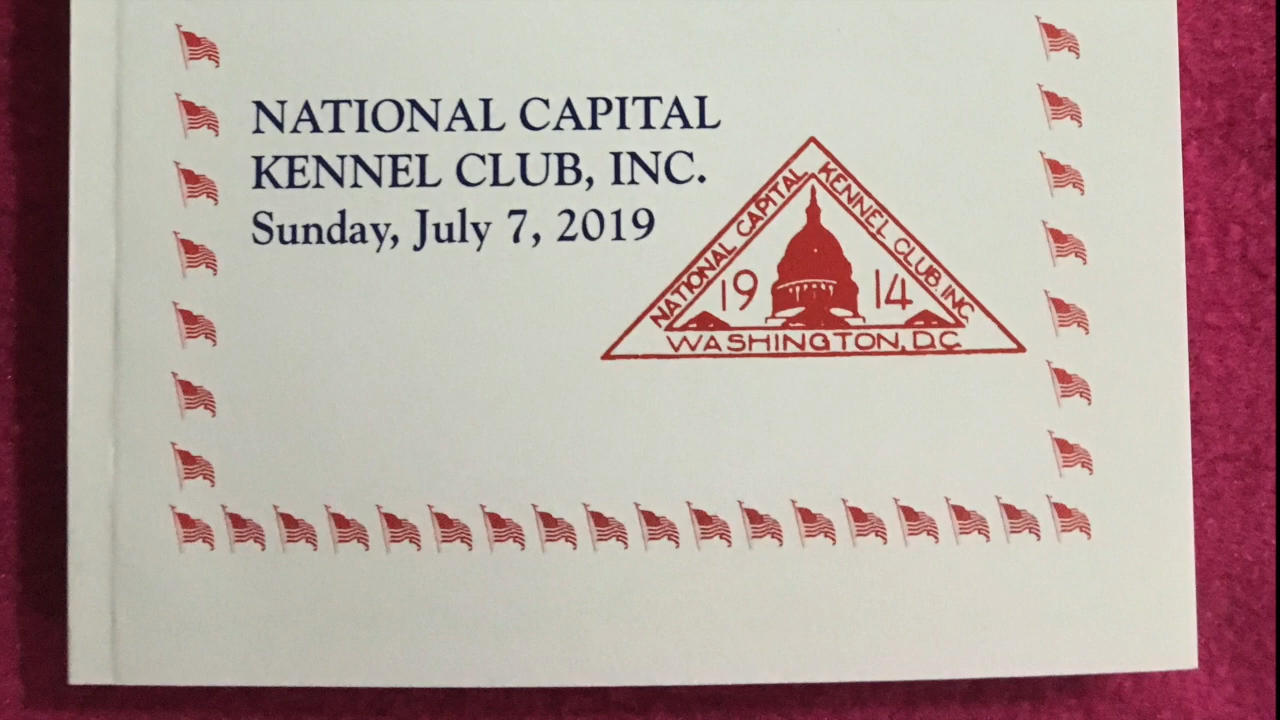 NATIONAL CAPITAL
KENNEL CLUB, INC.
Sunday, July 7, 2019
NATIONAL CAPITAL KENNEL CLUB, INC.
19 14
WASHINGTON, D.C.